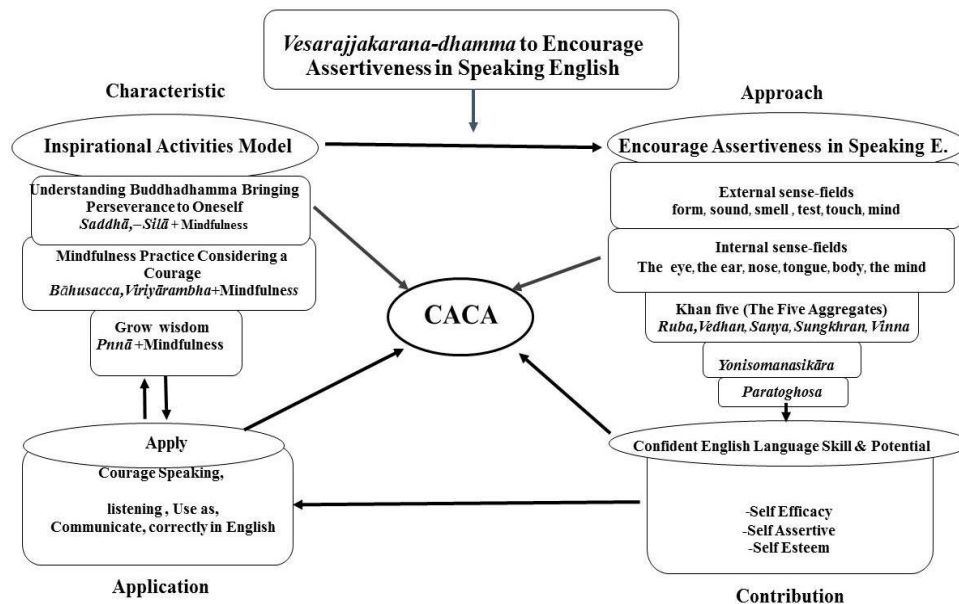 Vesarajjakarana-dhamma to Encourage
Assertiveness in Speaking English
Characteristic
Inspirational Activities Model
Understanding Buddhadhamma Bringing
Perseverance to Oneself
Saddhā,–Silā + Mindfulness
Mindfulness Practice Considering a
Courage
Bāhusacca,Viriyārambha+Mindfulness
Grow wisdom
Pnnā +Mindfulness
Apply
Courage Speaking,
listening , Use as,
Communicate, correctly in English
Application
CACA
Approach
Encourage Assertiveness in Speaking E.
External sense-fields
form, sound, smell , test, touch, mind
Internal sense-fields
The eye, the ear, nose, tongue, body, the mind
Khan five (The Five Aggregates)
Ruba,Vedhan, Sanya, Sungkhran, Vinna
Yonisomanasikāra
Paratoghosa
Confident English Language Skill & Potential
-Self Efficacy
-Self Assertive
-Self Esteem
Contribution